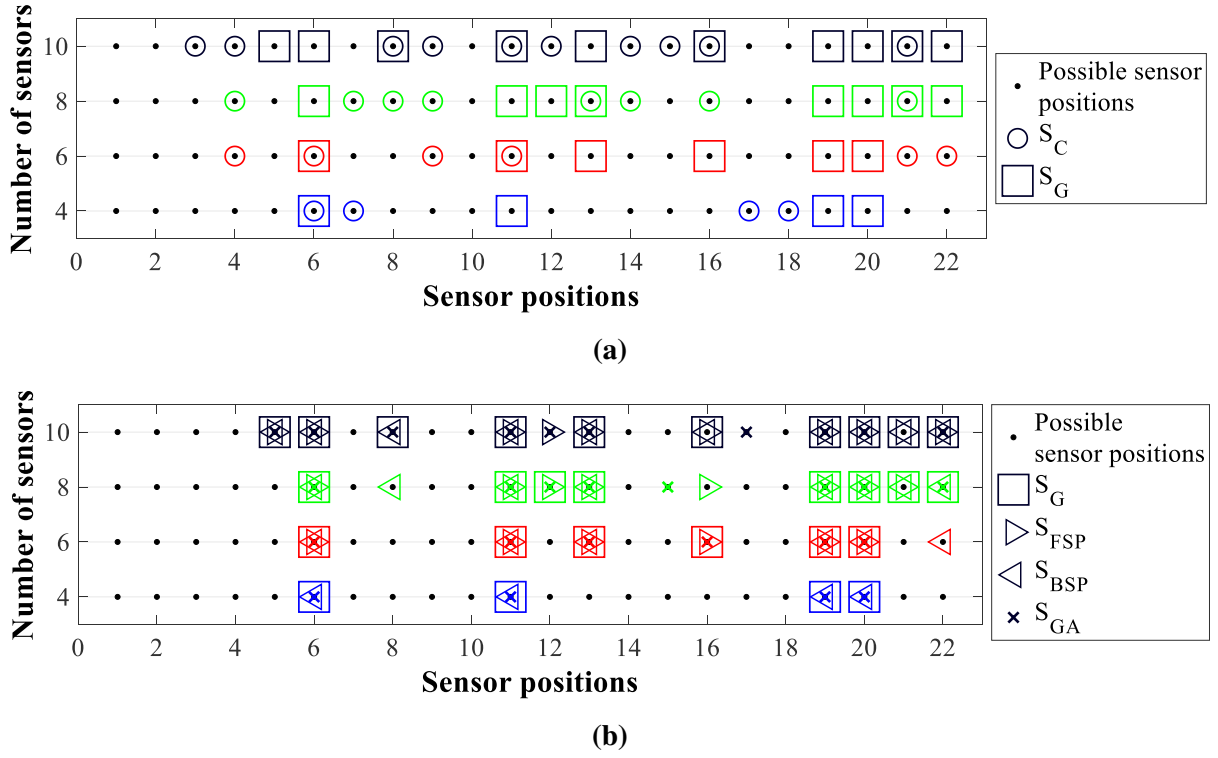 Number of sensors
10
8
6
4
0 2 4 6 8 10 12 14 16 18 20 22
Sensor positions
Possible sensor
positions
S_C
S_G
(a)
Number of sensors
10
8
6
4
0 2 4 6 8 10 12 14 16 18 20 22
Sensor positions
Possible
sensor positions
S_G
S_FSP
S_BSP
S_GA
(b)